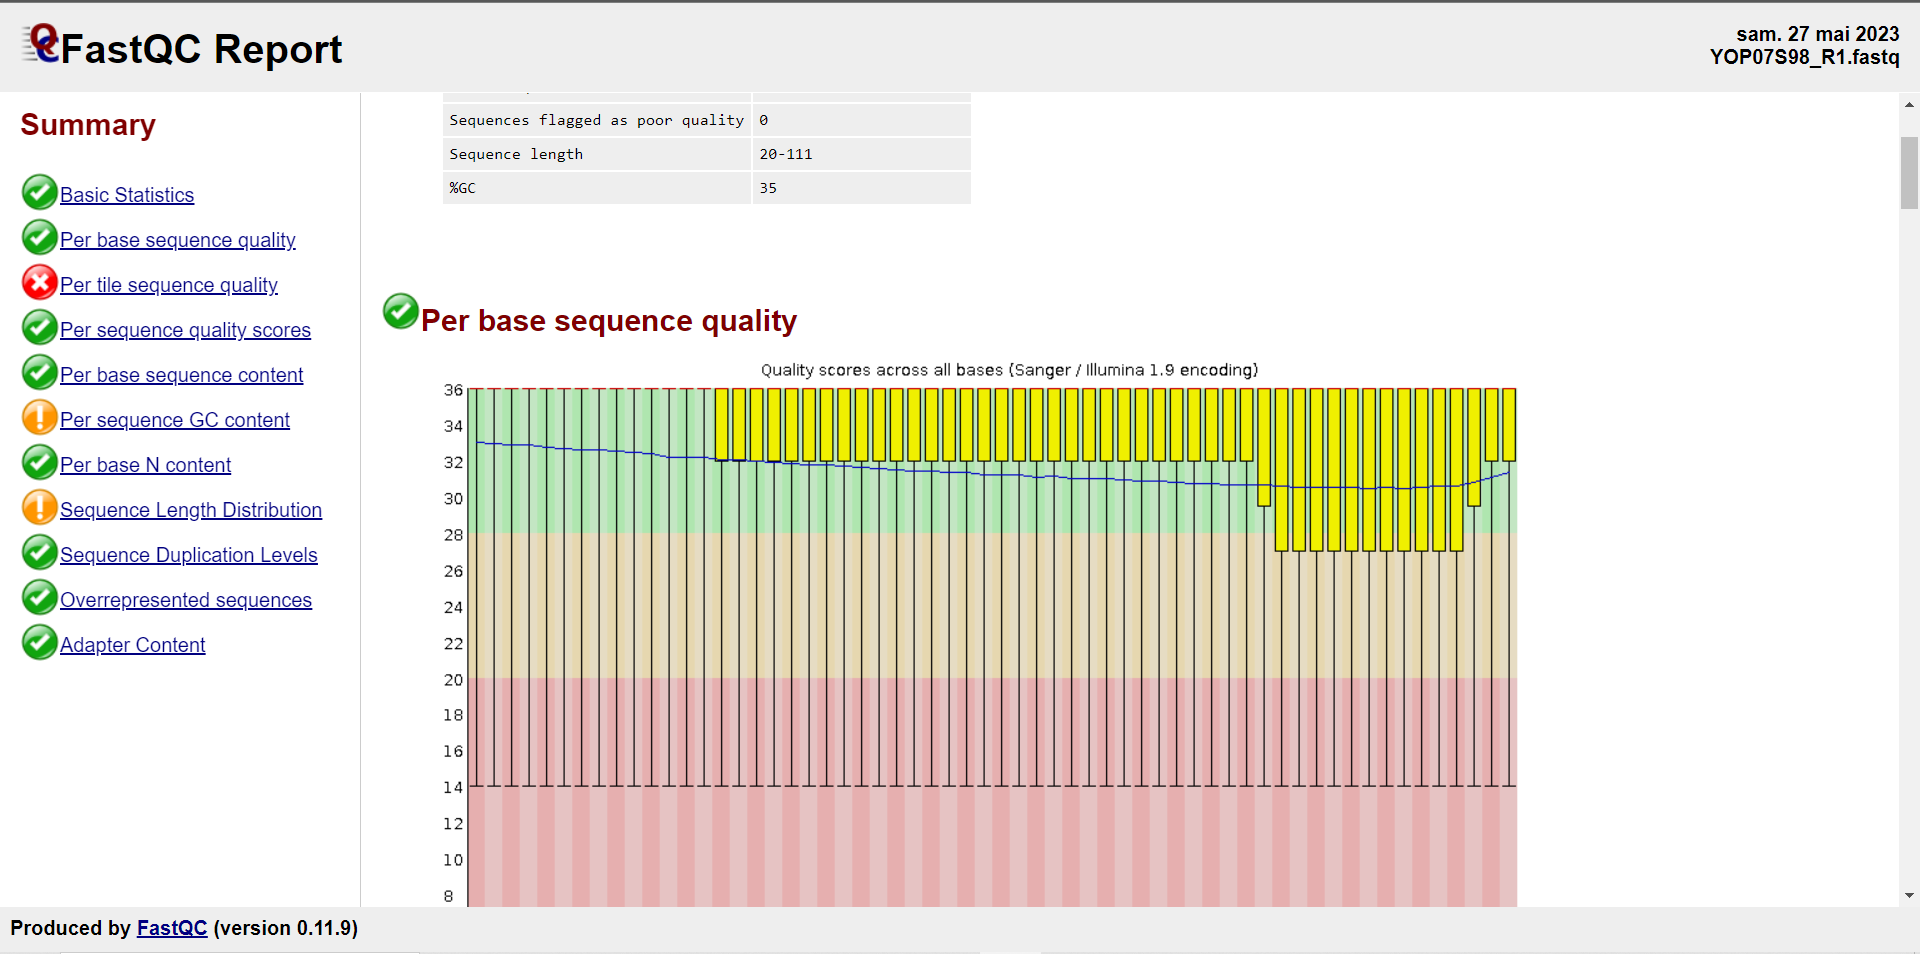 FastQC Report
sam. 27 mai 2023
YOP07S98_R1.fastq
Summary
Basic Statistics
Per base sequence quality
Per tile sequence quality
Per sequence quality scores
Per base sequence content
Per sequence GC content
Per base N content
Sequence Length Distribution
Sequence Duplication Levels
Overrepresented sequences
Adapter Content
Sequences flagged as poor quality 0
Sequence length 20-111
%GC 35
Per base sequence quality
Quality scores across all bases (Sanger / Illumina 1.9 encoding)
36
34
32
30
28
26
24
22
20
18
16
14
12
10
8
Produced by FastQC (version 0.11.9)